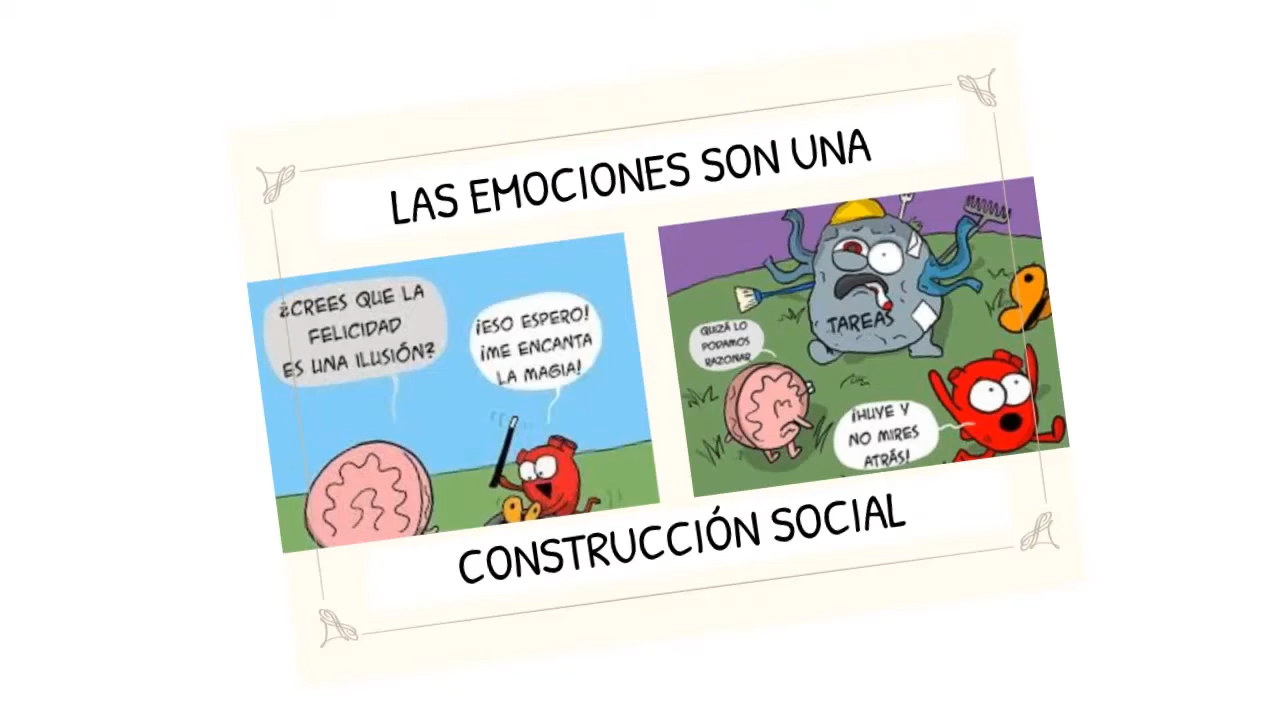 LAS EMOCIONES SON UNA
¿CREES QUE LA
FELICIDAD
ES UNA ILUSIÓN?
¡ESO ESPERO!
¡ME ENCANTA
LA MAGIA!
TAREAS
QUIZÁ LO
PODAMOS
RAZONAR
¡HUYE Y
NO MIRES
ATRÁS!
CONSTRUCCIÓN SOCIAL